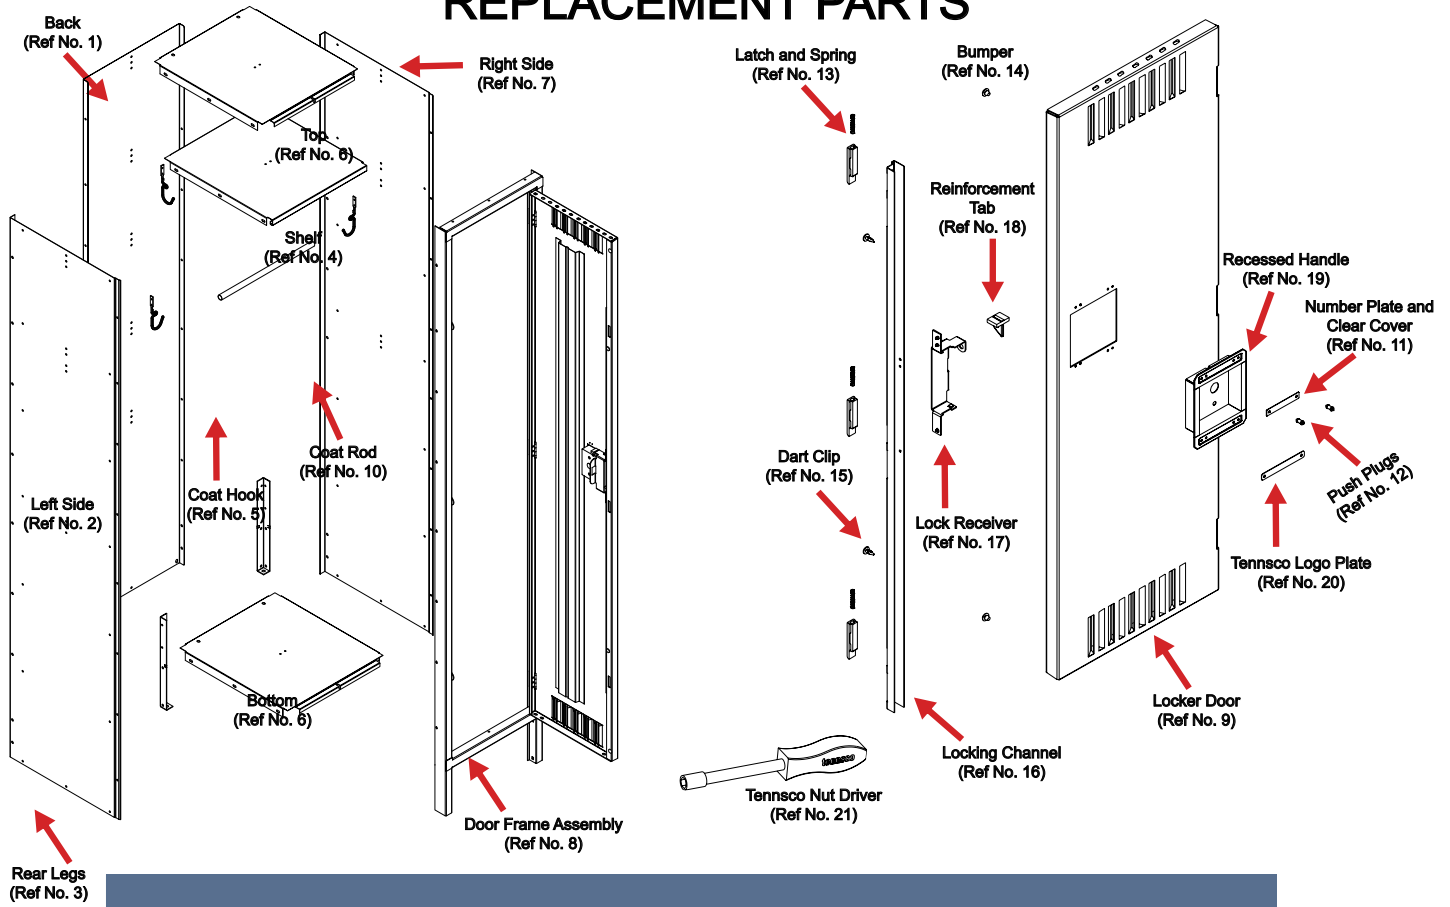 REPLACEMENT PARTS
Back
(Ref No. 1)
Right Side
(Ref No. 7)
Top
(Ref No. 6)
Shelf
(Ref No. 4)
Coat Rod
(Ref No. 10)
Coat Hook
(Ref No. 5)
Left Side
(Ref No. 2)
Bottom
(Ref No. 6)
Rear Legs
(Ref No. 3)
Door Frame Assembly
(Ref No. 8)
Latch and Spring
(Ref No. 13)
Bumper
(Ref No. 14)
Reinforcement
Tab
(Ref No. 18)
Recessed Handle
(Ref No. 19)
Number Plate and
Clear Cover
(Ref No. 11)
Dart Clip
(Ref No. 15)
Push Plugs
(Ref No. 12)
Lock Receiver
(Ref No. 17)
Tennsco Logo Plate
(Ref No. 20)
Locker Door
(Ref No. 9)
Locking Channel
(Ref No. 16)
tennsco
Tennsco Nut Driver
(Ref No. 21)